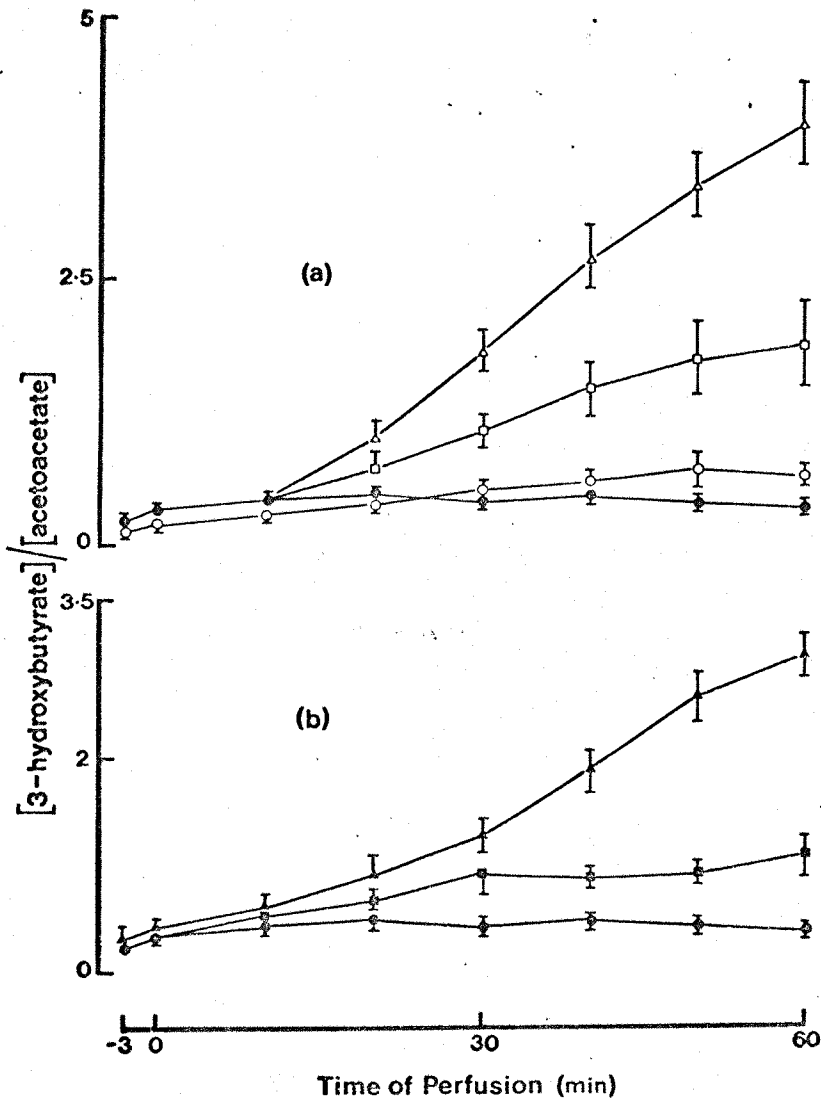 5
2·5
(a)
0
[3-hydroxybutyrate]/[acetoacetate]
3·5
(b)
2
0
-3 0 30 60
Time of Perfusion (min)